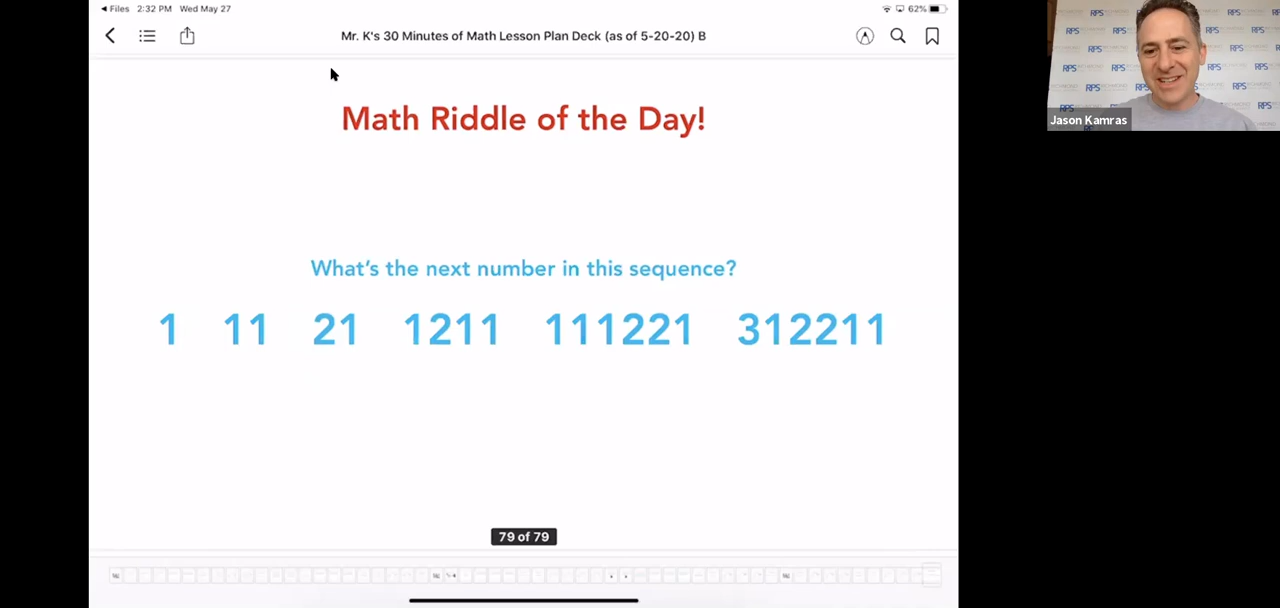 Files 2:32 PM Wed May 27
62%
Mr. K's 30 Minutes of Math Lesson Plan Deck (as of 5-20-20) B
Math Riddle of the Day!
What's the next number in this sequence?
1 11 21 1211 111221 312211
79 of 79
RPS
Jason Kamras